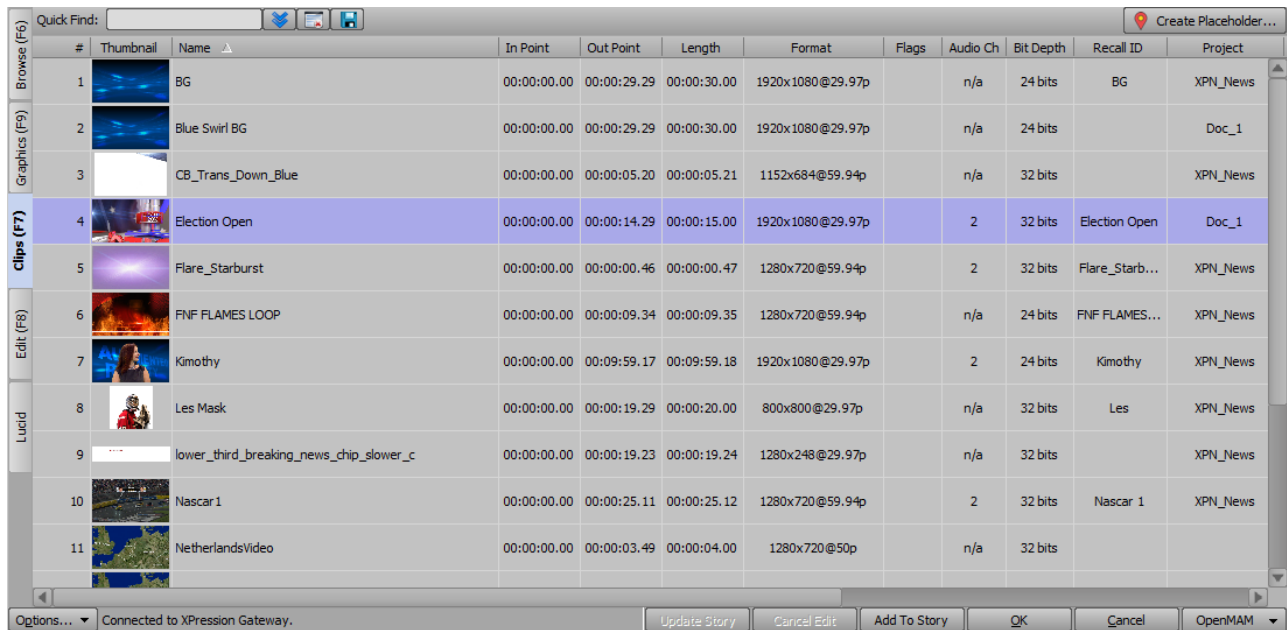 Quick Find:
Create Placeholder...
# Thumbnail Name In Point Out Point Length Format Flags Audio Ch Bit Depth Recall ID Project
1 BG 00:00:00.00 00:00:29.29 00:00:30.00 1920x1080@29.97p n/a 24 bits BG XPN_News
2 Blue Swirl BG 00:00:00.00 00:00:29.29 00:00:30.00 1920x1080@29.97p n/a 24 bits Doc_1
3 CB_Trans_Down_Blue 00:00:00.00 00:00:05.20 00:00:05.21 1152x684@59.94p n/a 32 bits XPN_News
4 Election Open 00:00:00.00 00:00:14.29 00:00:15.00 1920x1080@29.97p 2 32 bits Election Open Doc_1
5 Flare_Starburst 00:00:00.00 00:00:00.46 00:00:00.47 1280x720@59.94p 2 32 bits Flare_Starb... XPN_News
6 FNF FLAMES LOOP 00:00:00.00 00:00:09.34 00:00:09.35 1280x720@59.94p n/a 24 bits FNF FLAMES... XPN_News
7 Kimothy 00:00:00.00 00:09:59.17 00:09:59.18 1920x1080@29.97p 2 24 bits Kimothy XPN_News
8 Les Mask 00:00:00.00 00:00:19.29 00:00:20.00 800x800@29.97p n/a 32 bits Les XPN_News
9 lower_third_breaking_news_chip_slower_c 00:00:00.00 00:00:19.23 00:00:19.24 1280x248@29.97p n/a 32 bits XPN_News
10 Nascar1 00:00:00.00 00:00:25.11 00:00:25.12 1280x720@59.94p 2 32 bits Nascar 1 XPN_News
11 NetherlandsVideo 00:00:00.00 00:00:03.49 00:00:04.00 1280x720@50p n/a 32 bits
Browse (F6)
Graphics (F9)
Clips (F7)
Edit (F8)
Lucid
Options... Connected to XPression Gateway. Update Story Cancel Edit Add To Story OK Cancel OpenMAM